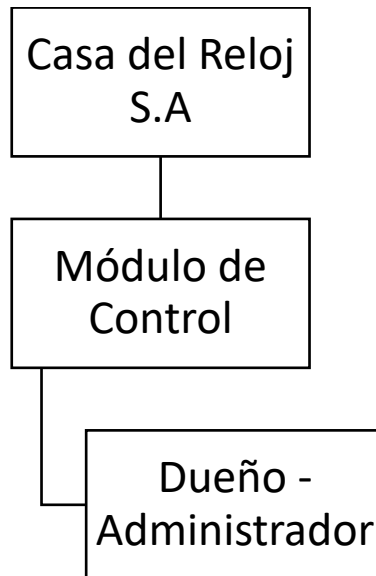 Casa del Reloj
S.A
Módulo de
Control
Dueño -
Administrador